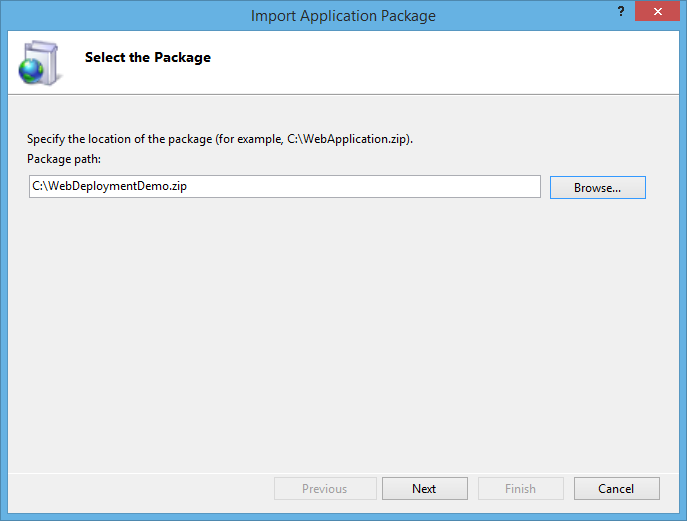 Import Application Package
?
Select the Package
Specify the location of the package (for example, C:\WebApplication.zip).
Package path:
C:\WebDeploymentDemo.zip
Browse...
Previous
Next
Finish
Cancel